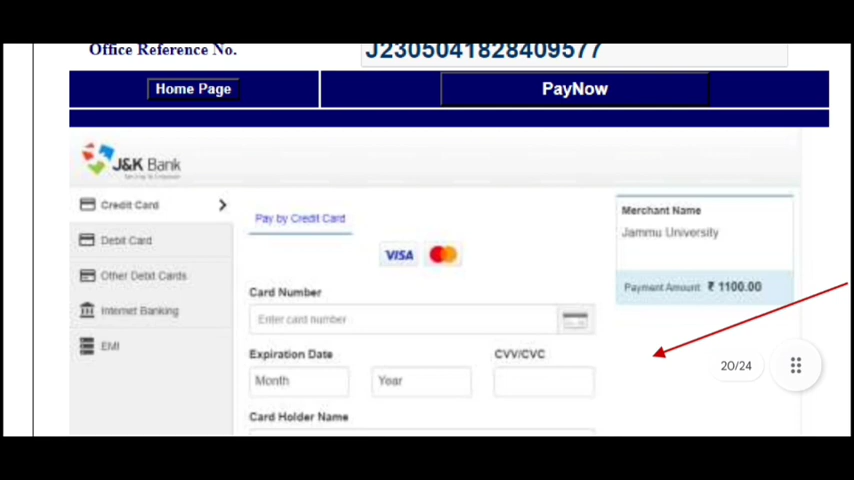 Office Reference No.
J2305041828409577
Home Page
PayNow
J&K Bank
Credit Card
Debit Card
Other Debit Cards
Internet Banking
EMI
Pay by Credit Card
VISA
Card Number
Enter card number
Expiration Date
CVV/CVC
Month
Year
Card Holder Name
Merchant Name
Jammu University
Payment Amount: ₹ 1100.00
20/24